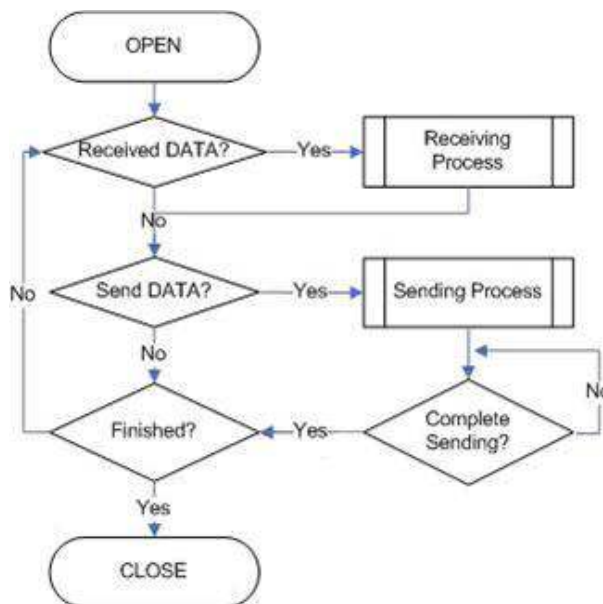 OPEN
Received DATA?
Yes
Receiving
Process
No
Send DATA?
Yes
Sending Process
No
No
Finished?
Yes
Complete
Sending?
No
Yes
CLOSE